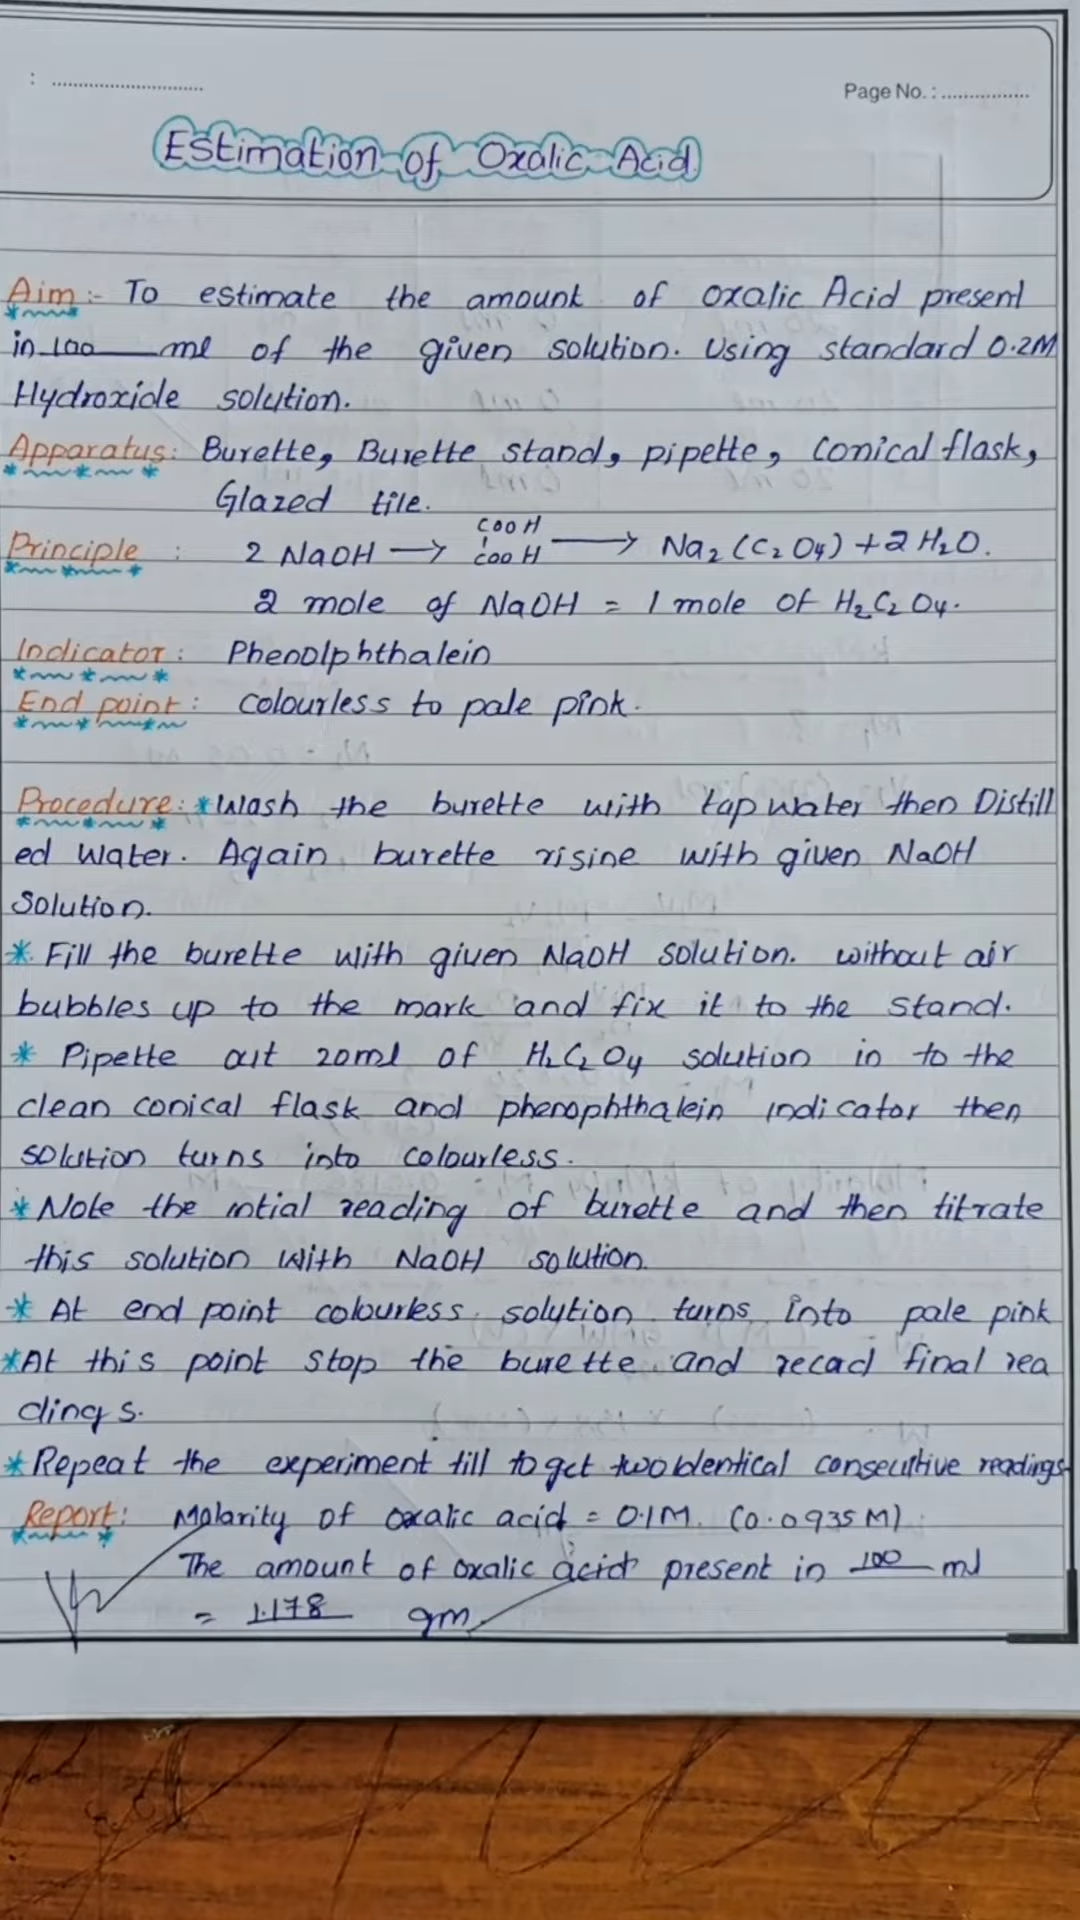 : ..............................
Page No. : ..................
Estimation of Oxalic Acid
Aim :- To estimate the amount of oxalic Acid present
in 100 ml of the given solution. Using standard 0.2M
Hydroxide solution.
Apparatus: Burette, Burette stand, pipette, conical flask,
Glazed tile.
Principle : 2 NaOH → COOH COOH → Na₂(C₂O₄) + 2H₂O.
2 mole of NaOH = 1 mole of H₂C₂O₄.
Indicator : Phenolphthalein
End point : colourless to pale pink.
Procedure: * Wash the burette with tap water then Distill
ed water. Again burette risine with given NaOH
Solution.
* Fill the burette with given NaOH solution. without air
bubbles up to the mark and fix it to the stand.
* Pipette out 20ml of H₂C₂O₄ solution in to the
clean conical flask and phenophthalein indicator then
solution turns into colourless.
* Note the intial reading of burette and then titrate
this solution with NaOH solution
* At end point colourless solution turns into pale pink
* At this point stop the burette and recad final rea
dings.
* Repeat the experiment till to get two Identical consecutive readings
Report: Molarity of oxalic acid = 0.1M. (0.0935M)
The amount of oxalic acid present in 100 ml
= 1.178 gm